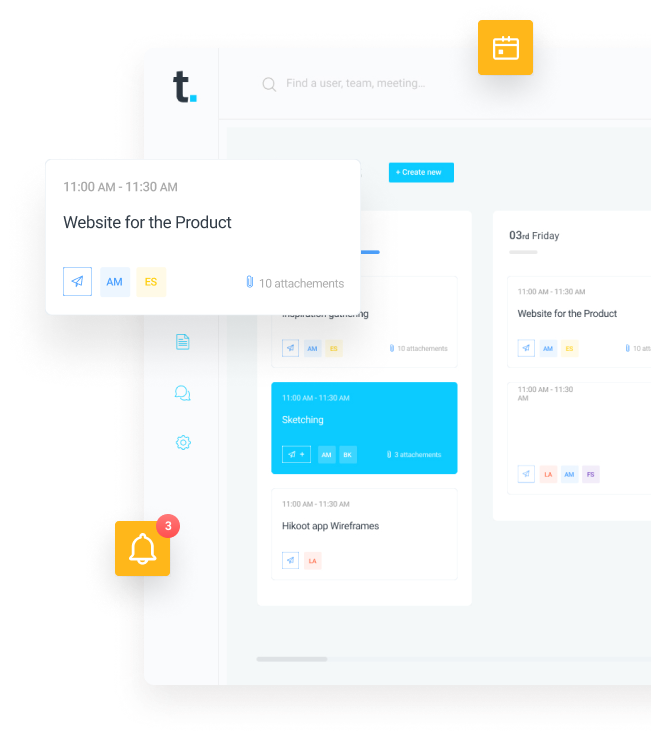 t.
Find a user, team, meeting...
+ Create new
11:00 AM - 11:30 AM
Website for the Product
AM ES 10 attachements
Inspiration gathering
AM ES 10 attachements
11:00 AM - 11:30 AM
Sketching
+ AM BK 3 attachements
11:00 AM - 11:30 AM
Hikoot app Wireframes
LA
03rd Friday
11:00 AM - 11:30 AM
Website for the Product
AM ES 10 att
11:00 AM - 11:30
AM
LA AM FS
3